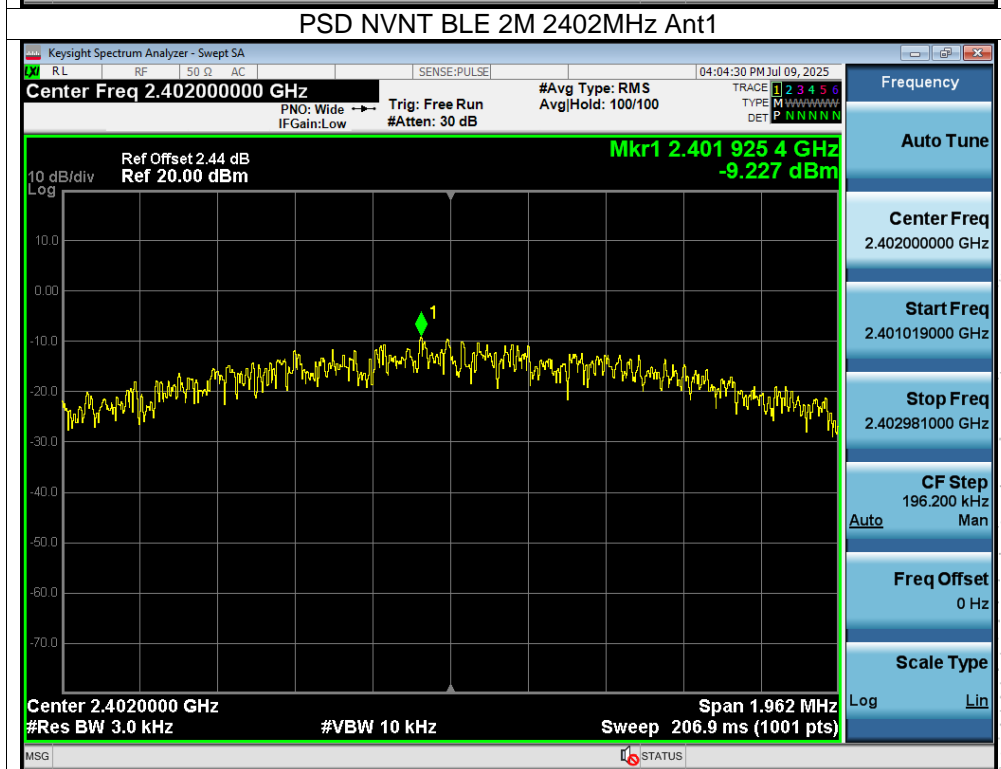 PSD NVNT BLE 2M 2402MHz Ant1
Keysight Spectrum Analyzer - Swept SA
LXI RL RF 50 Ω AC SENSE:PULSE 04:04:30 PM Jul 09, 2025
Center Freq 2.402000000 GHz
PNO: Wide
IFGain:Low
Trig: Free Run
#Atten: 30 dB
#Avg Type: RMS
Avg|Hold: 100/100
TRACE 1 2 3 4 5 6
TYPE M WWWWW
DET P N N N N N
Mkr1 2.401 925 4 GHz
-9.227 dBm
Ref Offset 2.44 dB
Ref 20.00 dBm
10 dB/div
Log
10.0
0.00
-10.0
-20.0
-30.0
-40.0
-50.0
-60.0
-70.0
1
Center 2.4020000 GHz
Span 1.962 MHz
#Res BW 3.0 kHz
#VBW 10 kHz
Sweep 206.9 ms (1001 pts)
MSG
STATUS
Frequency
Auto Tune
Center Freq
2.402000000 GHz
Start Freq
2.401019000 GHz
Stop Freq
2.402981000 GHz
CF Step
196.200 kHz
Auto Man
Freq Offset
0 Hz
Scale Type
Log Lin